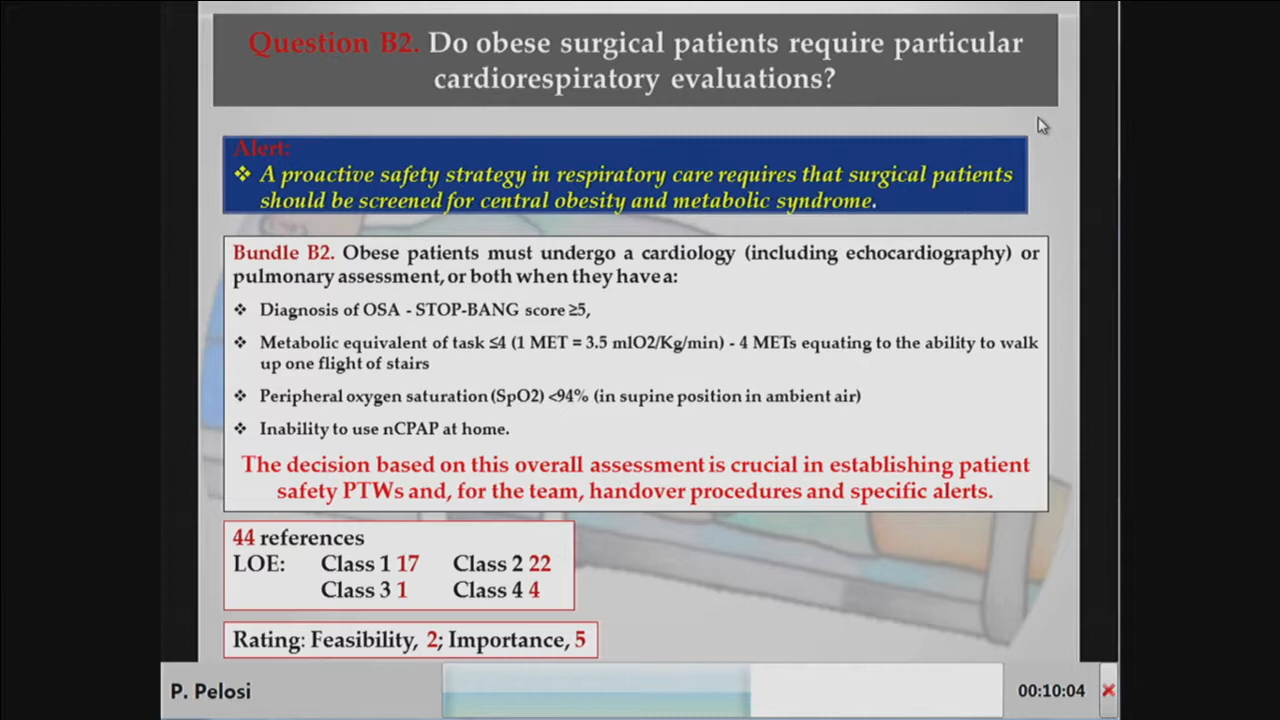 Question B2. Do obese surgical patients require particular
cardiorespiratory evaluations?
Alert:
❖ A proactive safety strategy in respiratory care requires that surgical patients
should be screened for central obesity and metabolic syndrome.
Bundle B2. Obese patients must undergo a cardiology (including echocardiography) or
pulmonary assessment, or both when they have a:
❖ Diagnosis of OSA - STOP-BANG score ≥5,
❖ Metabolic equivalent of task ≤4 (1 MET = 3.5 mlO2/Kg/min) - 4 METs equating to the ability to walk
up one flight of stairs
❖ Peripheral oxygen saturation (SpO2) <94% (in supine position in ambient air)
❖ Inability to use nCPAP at home.
The decision based on this overall assessment is crucial in establishing patient
safety PTWs and, for the team, handover procedures and specific alerts.
44 references
LOE: Class 1 17 Class 2 22
Class 3 1 Class 4 4
Rating: Feasibility, 2; Importance, 5
P. Pelosi
00:10:04